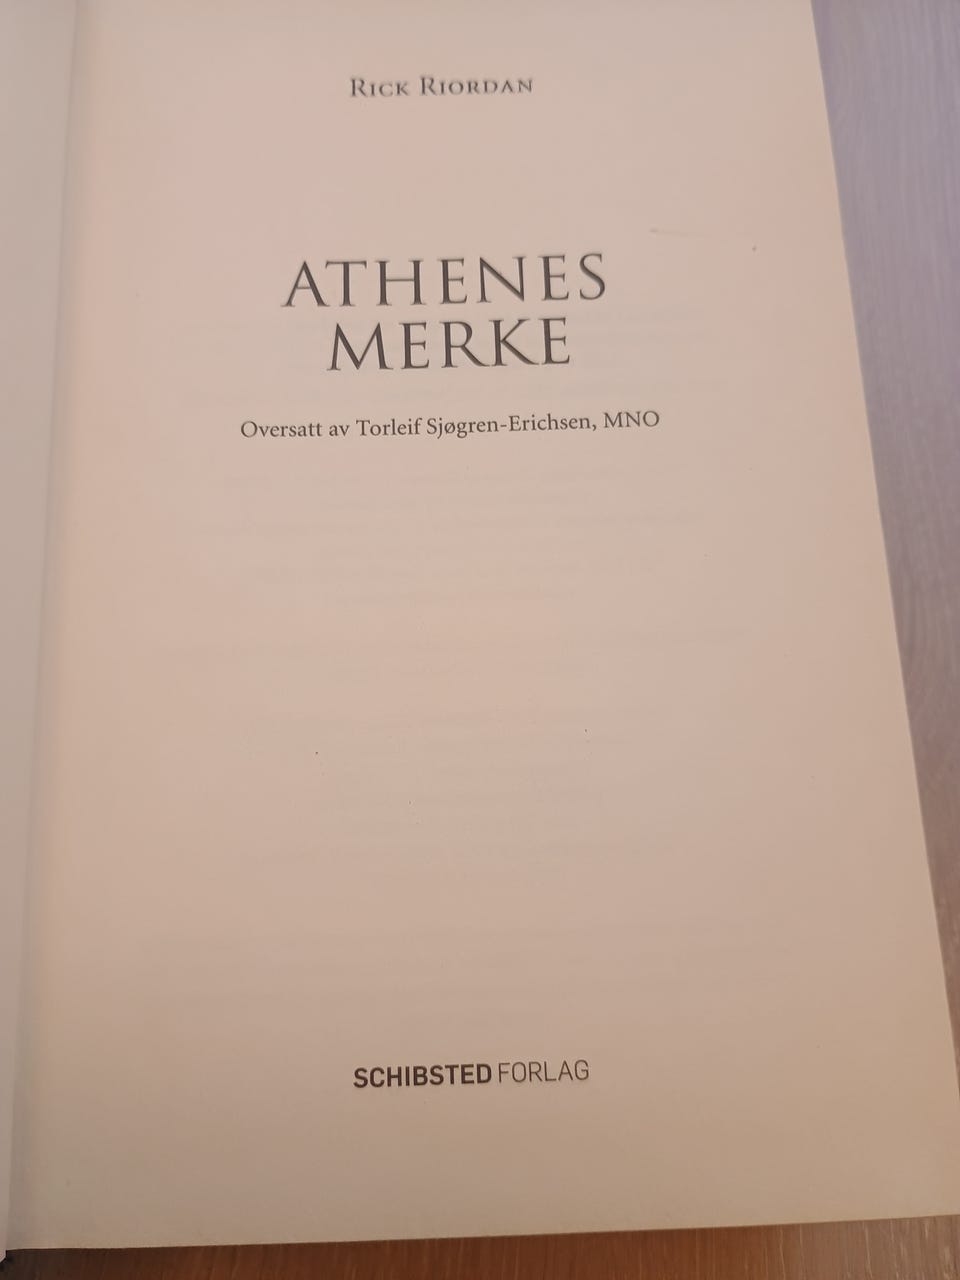 RICK RIORDAN
ATHENES
MERKE
Oversatt av Torleif Sjøgren-Erichsen, MNO
SCHIBSTED FORLAG